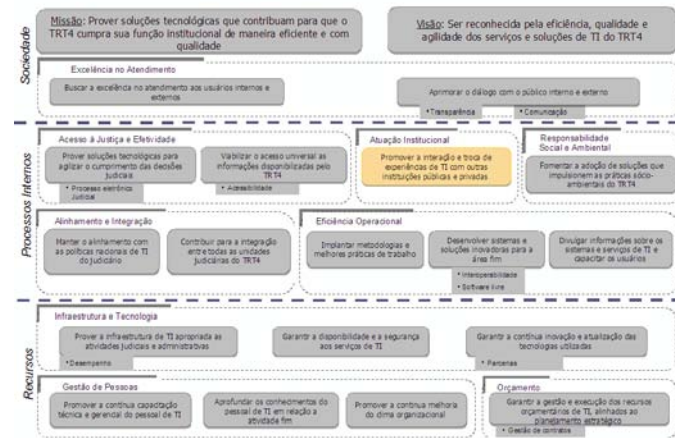 Missão: Prover soluções tecnológicas que contribuam para que o
TRT4 cumpra sua função institucional de maneira eficiente e com
qualidade
Visão: Ser reconhecida pela eficiência, qualidade e
agilidade dos serviços e soluções de TI do TRT4
Sociedade
Excelência no Atendimento
Buscar a excelência no atendimento aos usuários internos e
externos
Aprimorar o diálogo com o público interno e externo
• Transparência
• Comunicação
Processos Internos
Acesso à Justiça e Efetividade
Prover soluções tecnológicas para
agilizar o cumprimento das decisões
judiciais
• Processo eletrônico
Judicial
Viabilizar o acesso universal as
informações disponibilizadas pelo
TRT4
• Acessibilidade
Atuação Institucional
Promover a interação e troca de
experiências de TI com outras
instituições públicas e privadas
Responsabilidade
Social e Ambiental
Fomentar a adoção de soluções que
impulsionem as práticas sócio-
ambientais do TRT4
Alinhamento e Integração
Manter o alinhamento com
as políticas nacionais de TI
do Judiciário
Contribuir para a integração
entre todas as unidades
judiciárias do TRT4
Eficiência Operacional
Implantar metodologias e
melhores práticas de trabalho
Desenvolver sistemas e
soluções inovadoras para a
área fim
• Interoperabilidade
• Software livre
Divulgar informações sobre os
sistemas e serviços de TI e
capacitar os usuários
Recursos
Infraestrutura e Tecnologia
Prover a infraestrutura de TI apropriada as
atividades judiciais e administrativas
• Desempenho
Garantir a disponibilidade e a segurança
aos serviços de TI
Garantir a contínua inovação e atualização das
tecnologias utilizadas
• Parcerias
Gestão de Pessoas
Promover a contínua capacitação
técnica e gerencial do pessoal de TI
Aprofundar os conhecimentos do
pessoal de TI em relação a
atividade fim
Promover a contínua melhoria
do clima organizacional
Orçamento
Garantir a gestão e execução dos recursos
orçamentários de TI, alinhados ao
planejamento estratégico
• Gestão de contratos